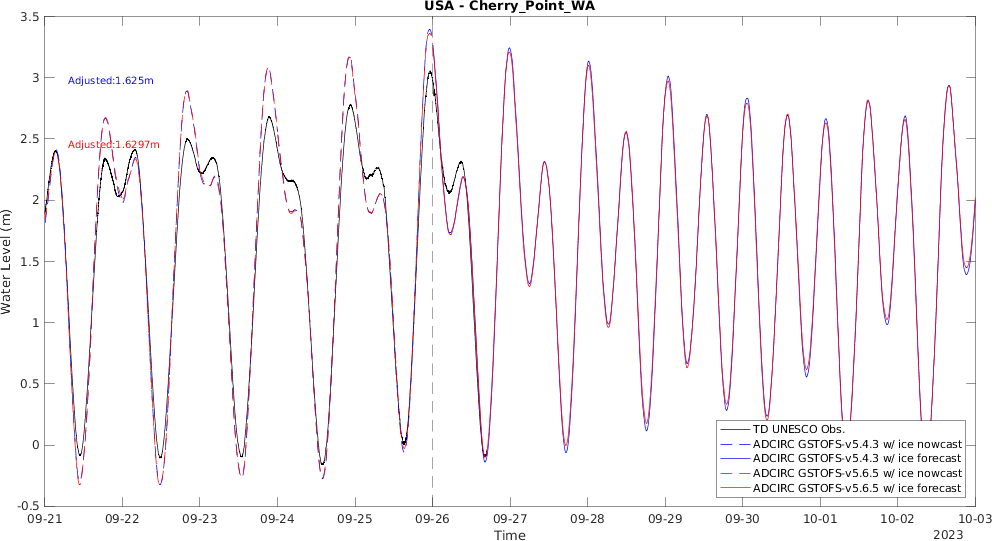 USA - Cherry_Point_WA
3.5
3
2.5
2
1.5
1
0.5
0
-0.5
Water Level (m)
Adjusted:1.625m
Adjusted:1.6297m
TD UNESCO Obs.
ADCIRC GSTOFS-v5.4.3 w/ ice nowcast
ADCIRC GSTOFS-v5.4.3 w/ ice forecast
ADCIRC GSTOFS-v5.6.5 w/ ice nowcast
ADCIRC GSTOFS-v5.6.5 w/ ice forecast
09-21 09-22 09-23 09-24 09-25 09-26 09-27 09-28 09-29 09-30 10-01 10-02 10-03
Time
2023